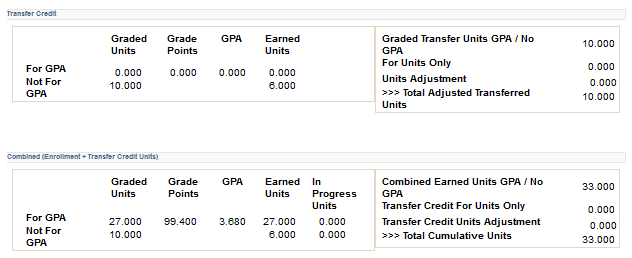 Transfer Credit
Graded Grade GPA Earned
Units Points Units
For GPA 0.000 0.000 0.000 0.000
Not For 10.000 6.000
GPA
Graded Transfer Units GPA / No 10.000
GPA
For Units Only 0.000
Units Adjustment 0.000
>>> Total Adjusted Transferred 10.000
Units
Combined (Enrollment + Transfer Credit Units)
Graded Grade GPA Earned In
Units Points Units Progress
Units
For GPA 27.000 99.400 3.680 27.000 0.000
Not For 10.000 6.000 0.000
GPA
Combined Earned Units GPA / No 33.000
GPA
Transfer Credit For Units Only 0.000
Transfer Credit Units Adjustment 0.000
>>> Total Cumulative Units 33.000